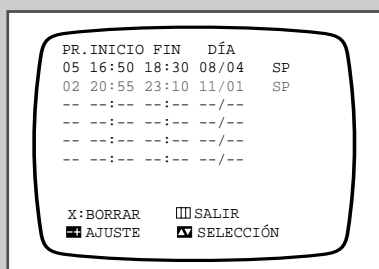 PR.INICIO FIN DÍA
05 16:50 18:30 08/04 SP
02 20:55 23:10 11/01 SP
-- --:-- --:-- --/--
-- --:-- --:-- --/--
-- --:-- --:-- --/--
-- --:-- --:-- --/--
X:BORRAR SALIR
AJUSTE SELECCIÓN